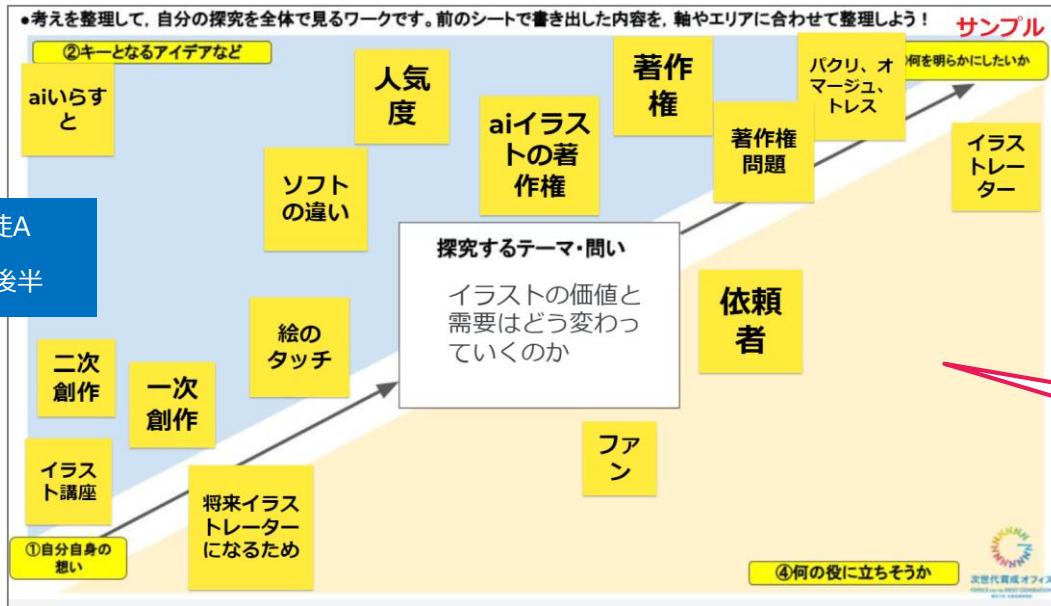 ●考えを整理して，自分の探究を全体で見るワークです。前のシートで書き出した内容を，軸やエリアに合わせて整理しよう！
サンプル
②キーとなるアイデアなど
何を明らかにしたいか
aiいらす
と
人気
度
aiイラス
トの著
作権
著作
権
パクリ、オ
マージュ、
トレス
著作権
問題
イラス
トレー
ター
ソフト
の違い
徒A
後半
探究するテーマ・問い
イラストの価値と
需要はどう変わっ
ていくのか
依頼
者
絵の
タッチ
二次
創作
一次
創作
ファ
ン
イラス
ト講座
将来イラス
トレーター
になるため
①自分自身の
想い
④何の役に立ちそうか
次世代育成オフィス